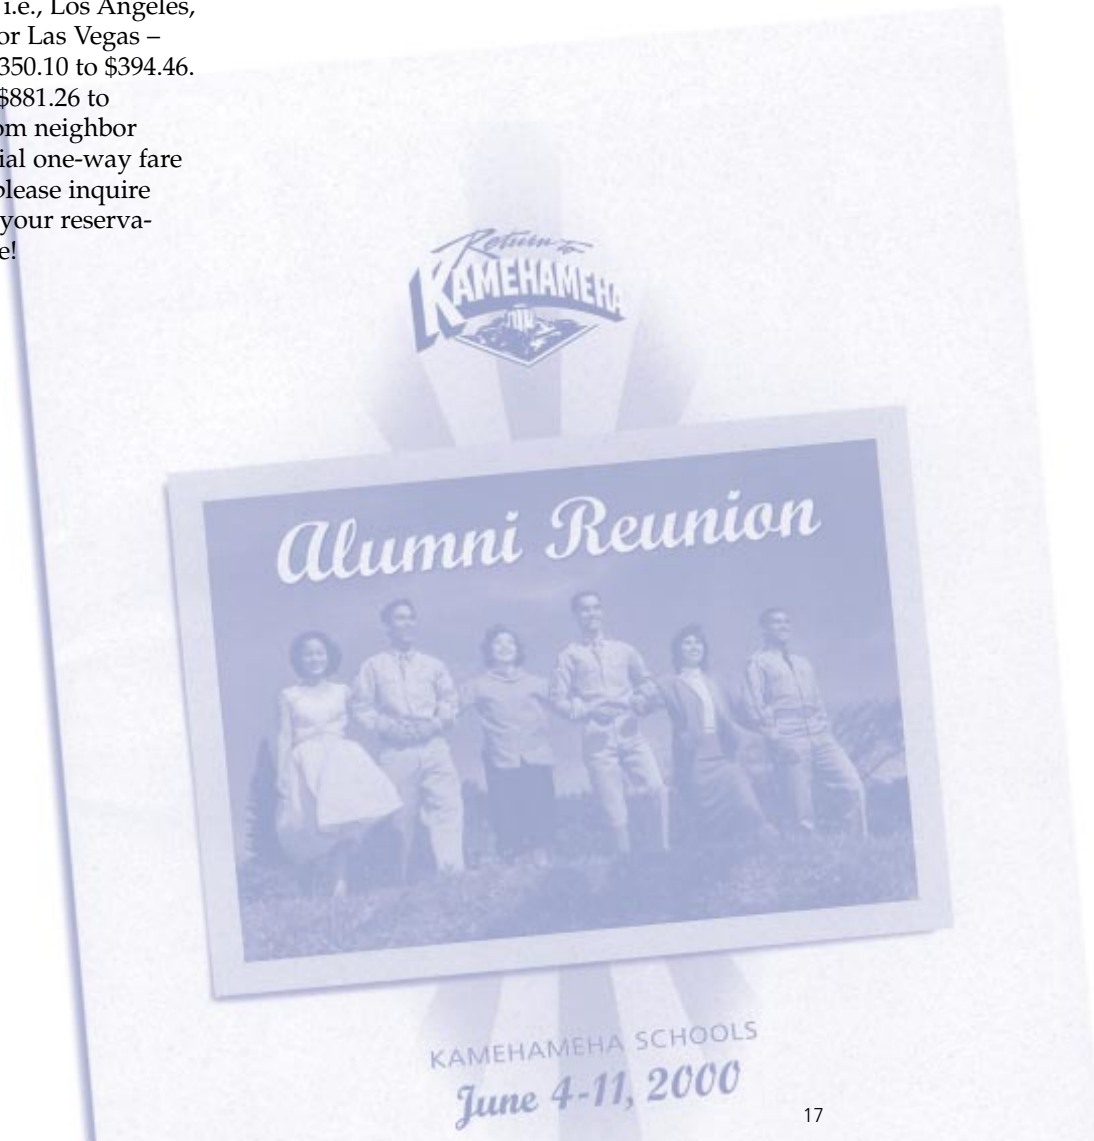 i.e., Los Angeles,
or Las Vegas –
350.10 to $394.46.
$881.26 to
om neighbor
ial one-way fare
please inquire
your reserva-
e!
Return to
KAMEHAMEHA
Alumni Reunion
KAMEHAMEHA SCHOOLS
June 4-11, 2000
17